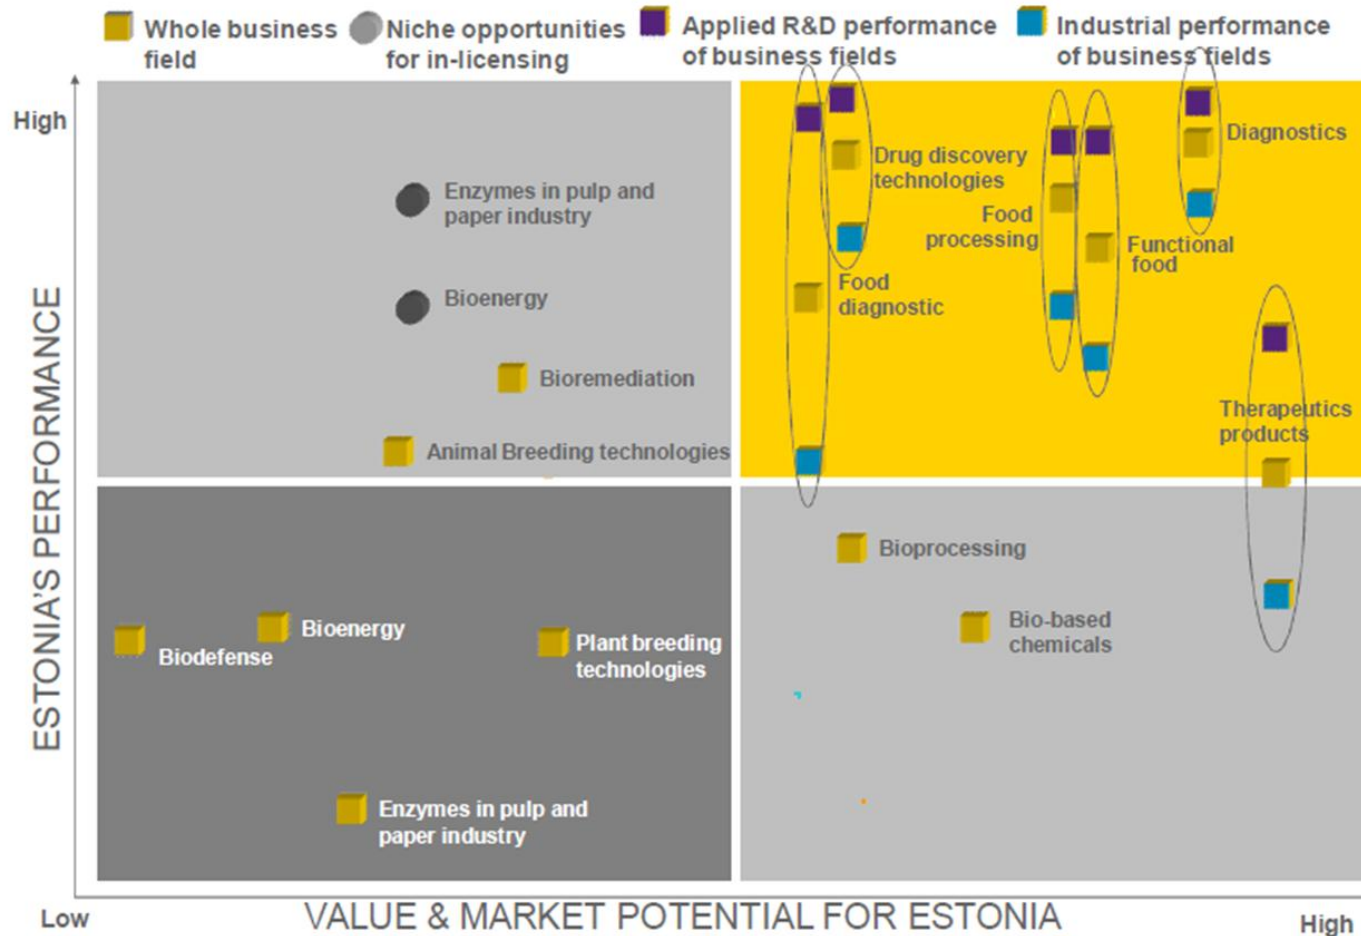 Whole business
field
Niche opportunities
for in-licensing
Applied R&D performance
of business fields
Industrial performance
of business fields
High
ESTONIA'S PERFORMANCE
Enzymes in pulp and
paper industry
Bioenergy
Bioremediation
Animal Breeding technologies
Drug discovery
technologies
Food
processing
Diagnostics
Functional
food
Food
diagnostic
Therapeutics
products
Biodefense
Bioenergy
Plant breeding
technologies
Enzymes in pulp and
paper industry
Bioprocessing
Bio-based
chemicals
Low
VALUE & MARKET POTENTIAL FOR ESTONIA
High